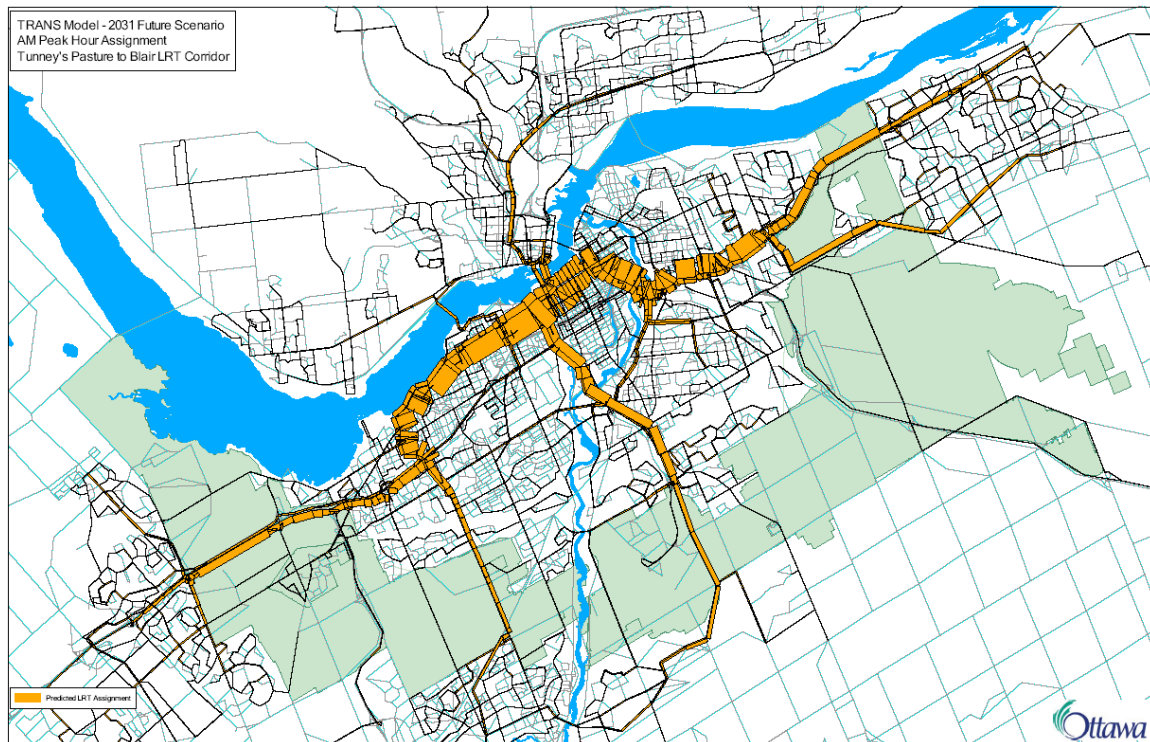 TRANS Model - 2031 Future Scenario
AM Peak Hour Assignment
Tunney's Pasture to Blair LRT Corridor
Predicted LRT Assignment
Ottawa